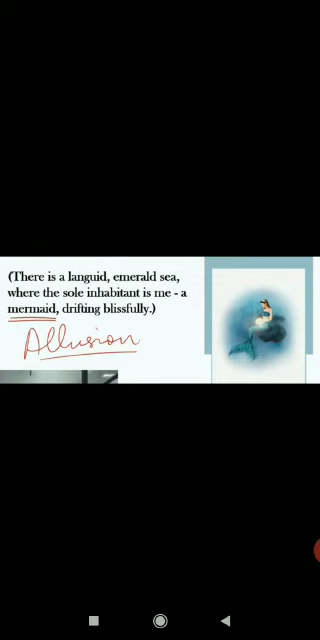 (There is a languid, emerald sea,
where the sole inhabitant is me - a
mermaid, drifting blissfully.)
Allusion